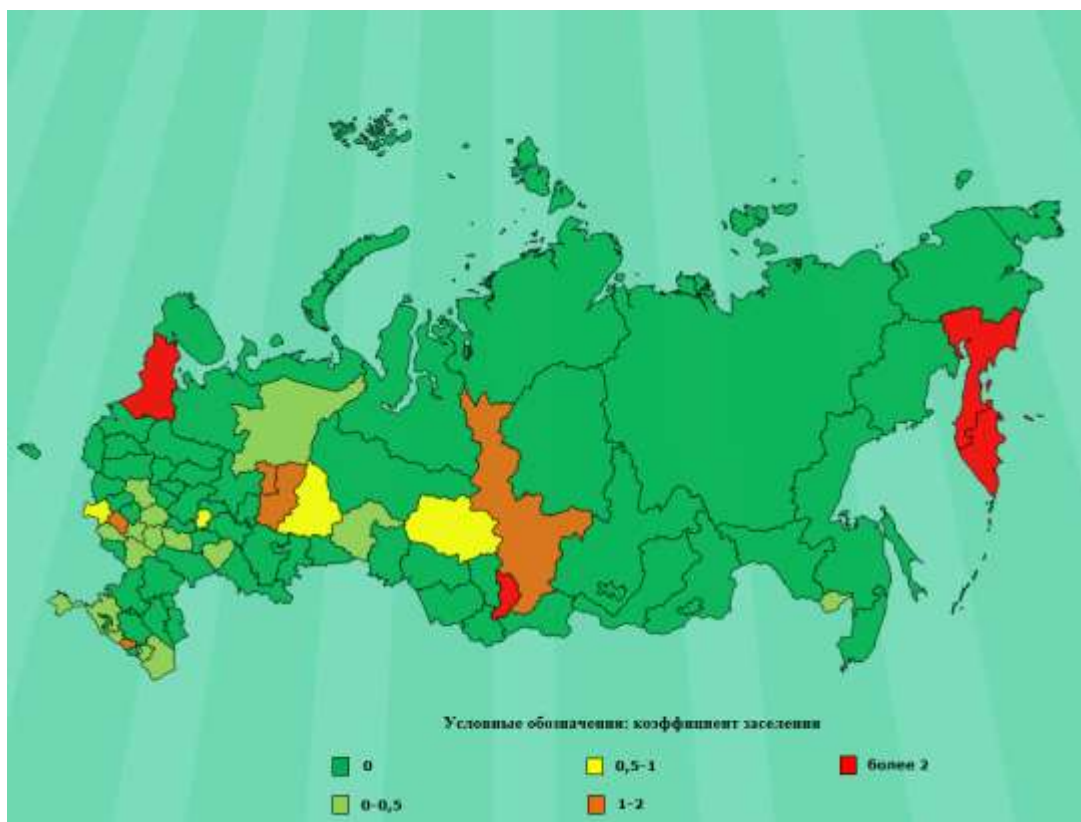 Условные обозначения: коэффициент заселения
0
0,5-1
более 2
0-0,5
1-2